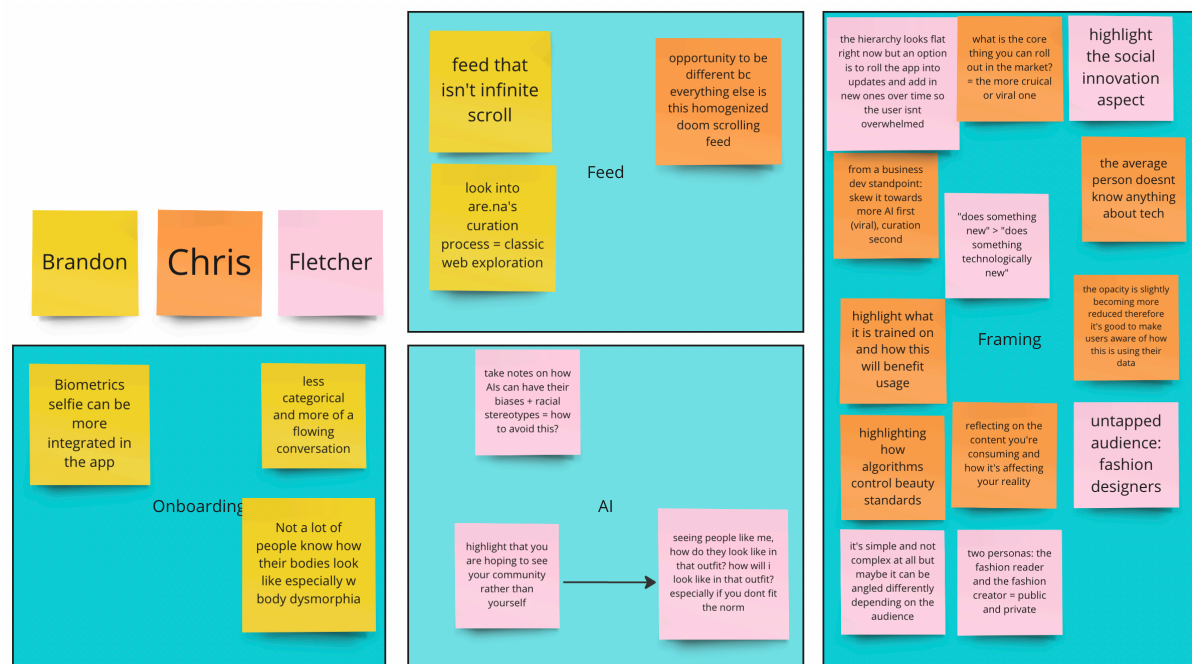 Brandon
Chris
Fletcher
feed that
isn't infinite
scroll
opportunity to be
different bc
everything else is
this homogenized
doom scrolling
feed
Feed
look into
are.na's
curation
process = classic
web exploration
Biometrics
selfie can be
more
integrated in
the app
less
categorical
and more of a
flowing
conversation
Onboarding
Not a lot of
people know how
their bodies look
like especially w
body dysmorphia
take notes on how
AIs can have their
biases + racial
stereotypes = how
to avoid this?
AI
highlight that you
are hoping to see
your community
rather than
yourself
seeing people like me,
how do they look like in
that outfit? how will i
look like in that outfit?
especially if you dont fit
the norm
the hierarchy looks flat
right now but an option
is to roll the app into
updates and add in
new ones over time so
the user isnt
overwhelmed
what is the core
thing you can roll
out in the market?
= the more cruical
or viral one
highlight
the social
innovation
aspect
from a business
dev standpoint:
skew it towards
more AI first
(viral), curation
second
the average
person doesnt
know anything
about tech
"does something
new" > "does
something
technologically
new"
highlight what
it is trained on
and how this
will benefit
usage
Framing
the opacity is slightly
becoming more
reduced therefore
it's good to make
users aware of how
this is using their
data
highlighting
how
algorithms
control beauty
standards
reflecting on the
content you're
consuming and
how it's affecting
your reality
untapped
audience:
fashion
designers
it's simple and not
complex at all but
maybe it can be
angled differently
depending on the
audience
two personas: the
fashion reader
and the fashion
creator = public
and private